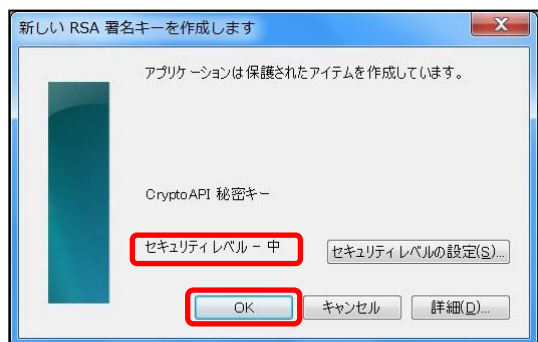 新しい RSA 署名キーを作成します
アプリケーションは保護されたアイテムを作成しています。
CryptoAPI 秘密キー
セキュリティ レベル - 中
セキュリティ レベルの設定(S)...
OK キャンセル 詳細(D)...